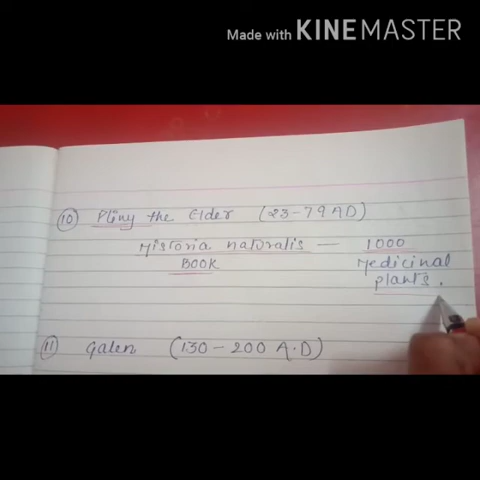 Made with KINEMASTER
10 Pliny the Elder (23-79 AD)
Historia naturalis — 1000
BOOK Medicinal
plants.
11 Galen (130-200 A.D)